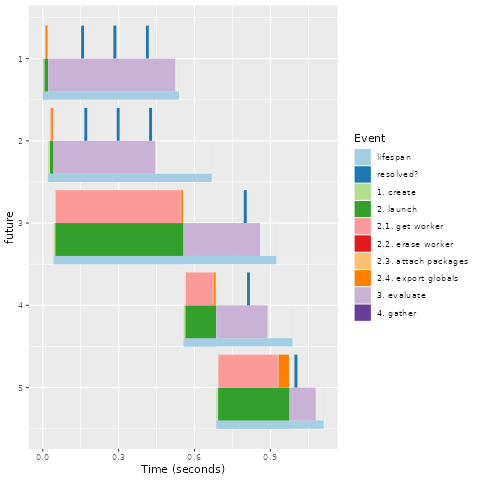 1
2
3
4
5
future
0.0 0.3 0.6 0.9
Time (seconds)
Event
lifespan
resolved?
1. create
2. launch
2.1. get worker
2.2. erase worker
2.3. attach packages
2.4. export globals
3. evaluate
4. gather